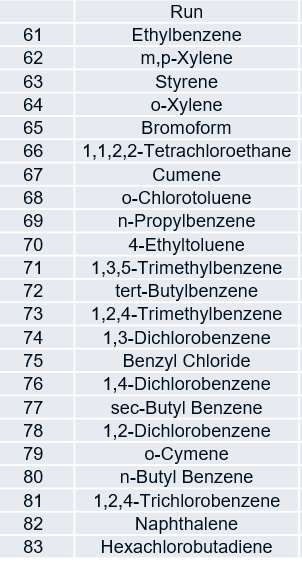 Run
61 Ethylbenzene
62 m,p-Xylene
63 Styrene
64 o-Xylene
65 Bromoform
66 1,1,2,2-Tetrachloroethane
67 Cumene
68 o-Chlorotoluene
69 n-Propylbenzene
70 4-Ethyltoluene
71 1,3,5-Trimethylbenzene
72 tert-Butylbenzene
73 1,2,4-Trimethylbenzene
74 1,3-Dichlorobenzene
75 Benzyl Chloride
76 1,4-Dichlorobenzene
77 sec-Butyl Benzene
78 1,2-Dichlorobenzene
79 o-Cymene
80 n-Butyl Benzene
81 1,2,4-Trichlorobenzene
82 Naphthalene
83 Hexachlorobutadiene